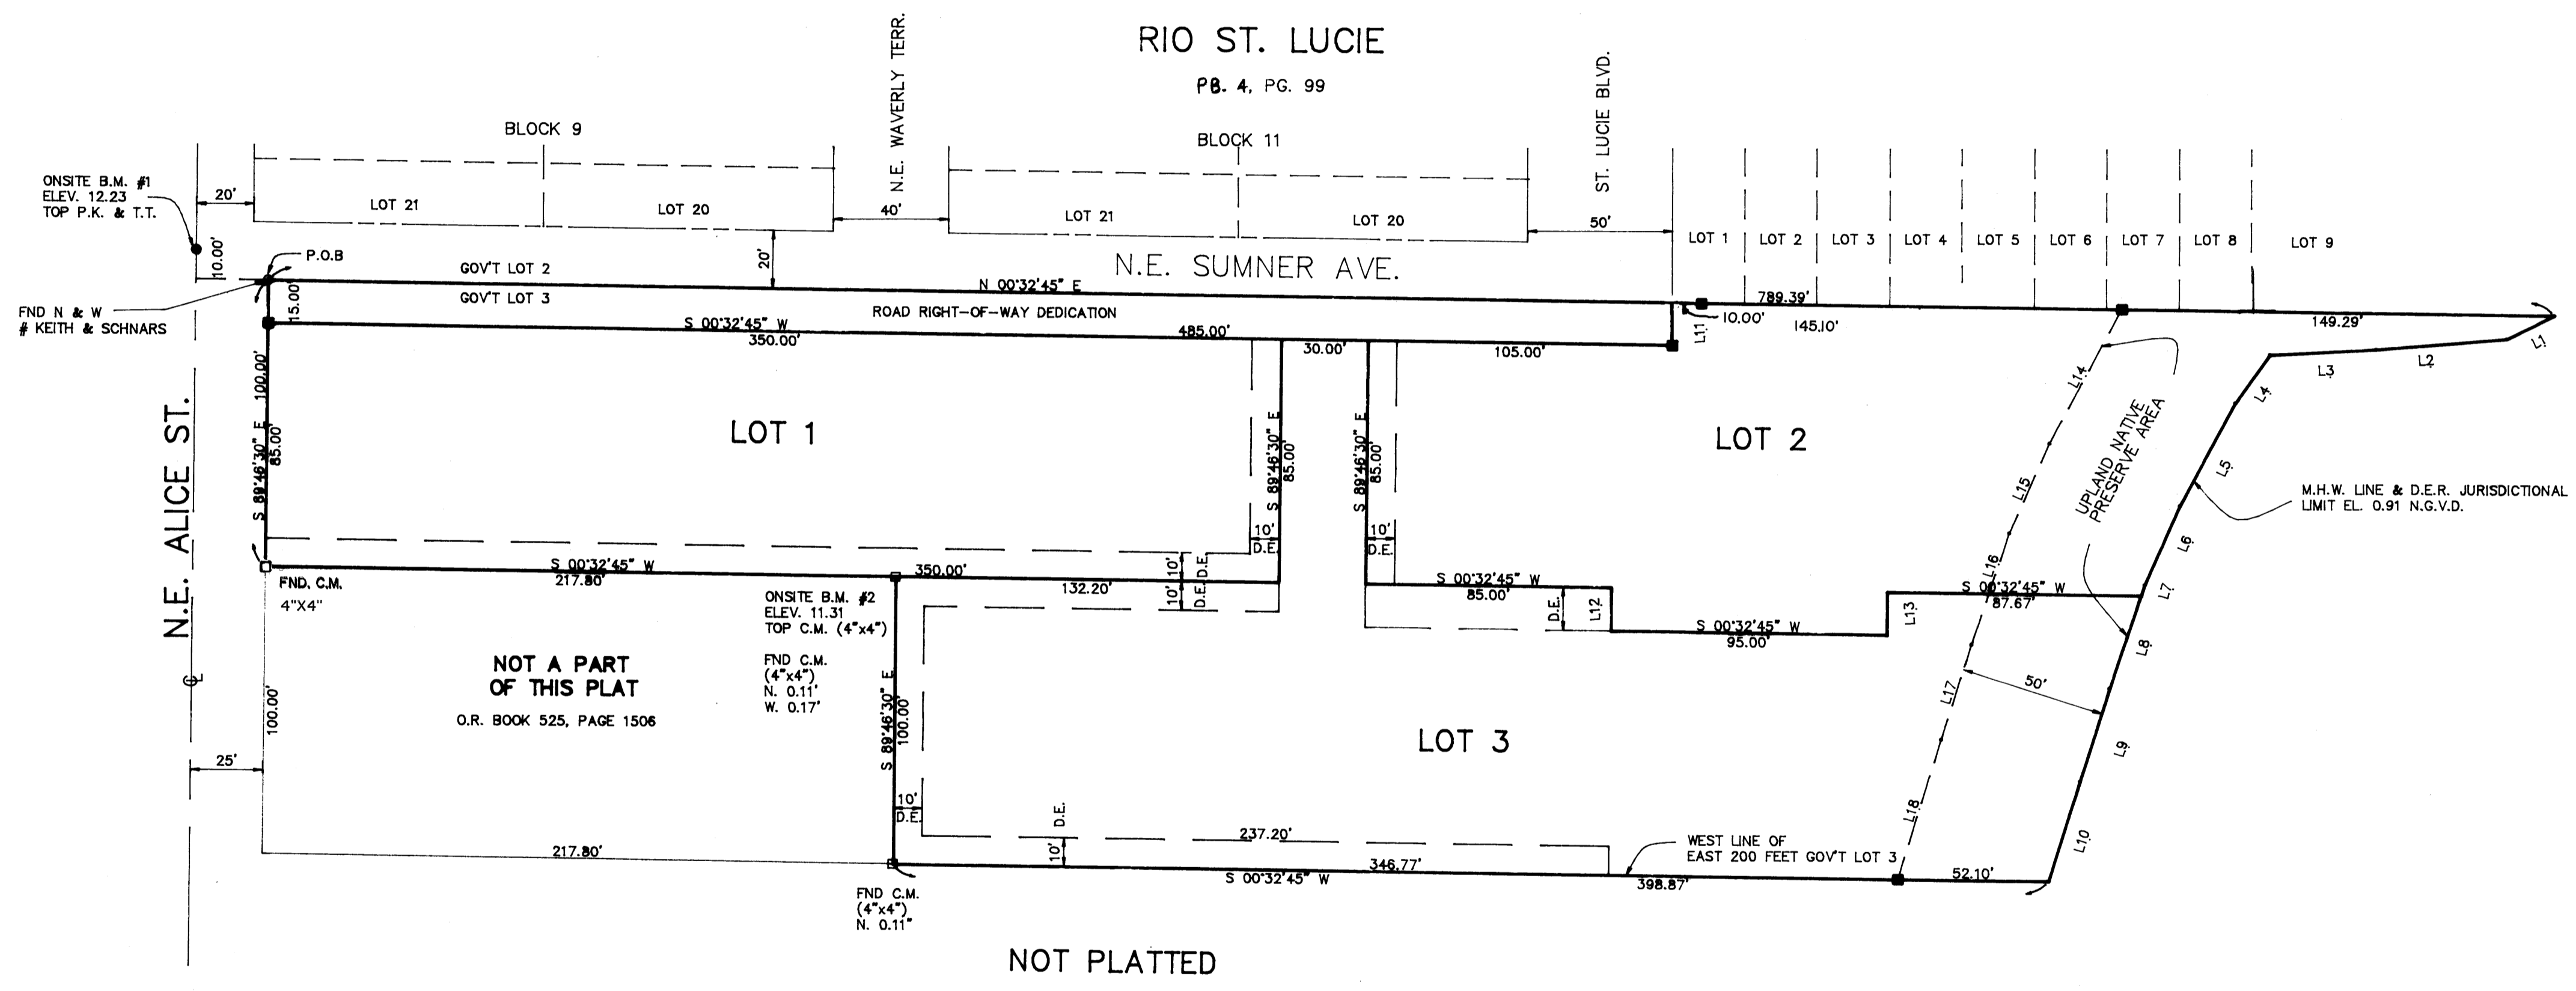 RIO ST. LUCIE
PB. 4, PG. 99
N.E. WAVERLY TERR.
ST. LUCIE BLVD.
BLOCK 9
BLOCK 11
ONSITE B.M. #1
ELEV. 12.23
TOP P.K. & T.T.
20'
LOT 21
LOT 20
40'
LOT 21
LOT 20
50'
LOT 1
LOT 2
LOT 3
LOT 4
LOT 5
LOT 6
LOT 7
LOT 8
LOT 9
10.00'
P.O.B
20'
GOV'T LOT 2
N.E. SUMNER AVE.
N 00°32'45" E
789.39'
FND N & W
# KEITH & SCHNARS
15.00'
GOV'T LOT 3
ROAD RIGHT-OF-WAY DEDICATION
10.00'
145.10'
149.29'
S 00°32'45" W
485.00'
350.00'
30.00'
105.00'
L11
L1
L2
L3
L4
L5
L6
L7
L8
L9
L10
L14
L15
L16
L17
L18
N.E. ALICE ST.
S 89°46'30" E
100.00'
85.00'
LOT 1
S 89°46'30" E
85.00'
S 89°46'30" E
85.00'
LOT 2
UPLAND NATIVE
PRESERVE AREA
M.H.W. LINE & D.E.R. JURISDICTIONAL
LIMIT EL. 0.91 N.G.V.D.
10'
D.E.
10'
D.E.
FND. C.M.
4"X4"
S 00°32'45" W
217.80'
350.00'
132.20'
10'
D.E.
10'
D.E.
S 00°32'45" W
85.00'
D.E.
L12
S 00°32'45" W
95.00'
L13
S 00°32'45" W
87.67'
ONSITE B.M. #2
ELEV. 11.31
TOP C.M. (4"x4")
FND C.M.
(4"x4")
N. 0.11'
W. 0.17'
NOT A PART
OF THIS PLAT
O.R. BOOK 525, PAGE 1506
100.00'
25'
217.80'
S 89°46'30" E
100.00'
LOT 3
50'
10'
D.E.
D.E.
10'
237.20'
WEST LINE OF
EAST 200 FEET GOV'T LOT 3
346.77'
S 00°32'45" W
398.87'
52.10'
FND C.M.
(4"x4")
N. 0.11"
NOT PLATTED